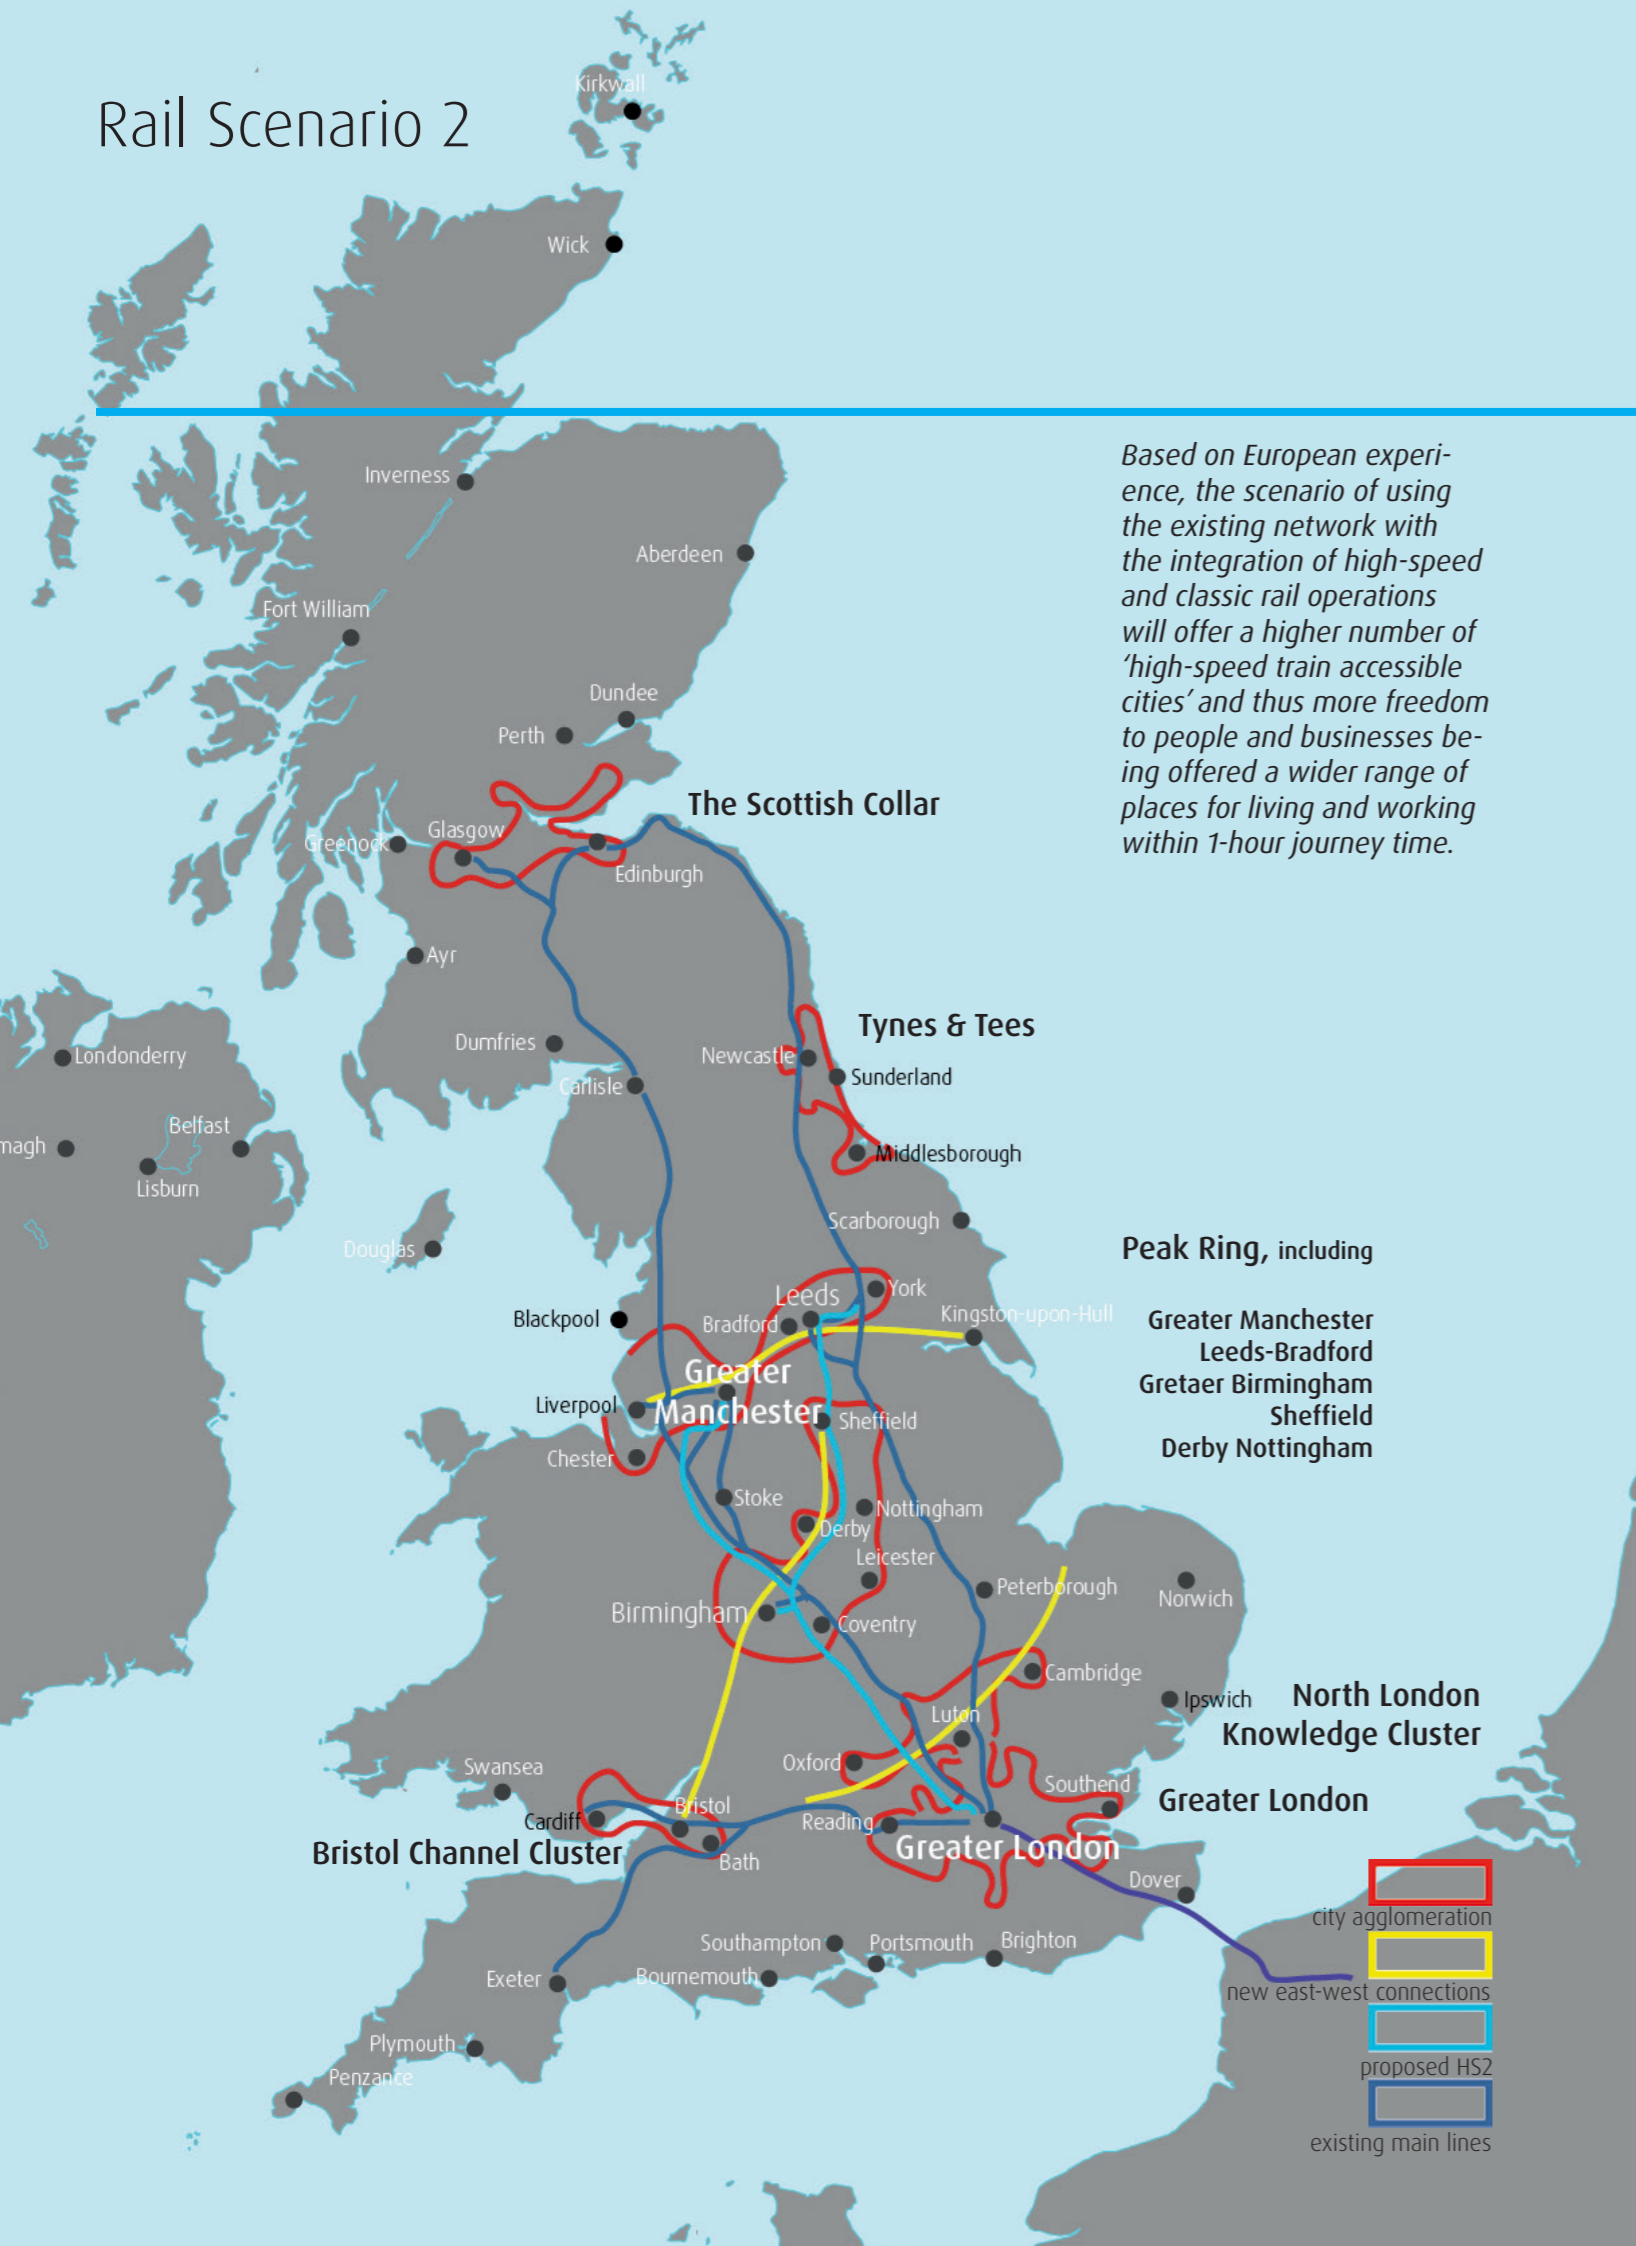 Rail Scenario 2
Kirkwall
Wick
Based on European experi-
ence, the scenario of using
the existing network with
the integration of high-speed
and classic rail operations
will offer a higher number of
‘high-speed train accessible
cities’ and thus more freedom
to people and businesses be-
ing offered a wider range of
places for living and working
within 1-hour journey time.
Inverness
Aberdeen
Fort William
Dundee
Perth
The Scottish Collar
Glasgow
Greenock
Edinburgh
Ayr
Tynes & Tees
Dumfries
Newcastle
Londonderry
Sunderland
Carlisle
Belfast
magh
Middlesborough
Lisburn
Scarborough
Douglas
Peak Ring, including
York
Leeds
Kingston-upon-Hull
Blackpool
Bradford
Greater Manchester
Leeds-Bradford
Gretaer Birmingham
Sheffield
Derby Nottingham
Greater
Manchester
Liverpool
Sheffield
Chester
Stoke
Nottingham
Derby
Leicester
Peterborough
Norwich
Birmingham
Coventry
Cambridge
Ipswich
North London
Knowledge Cluster
Luton
Oxford
Swansea
Southend
Greater London
Bristol
Cardiff
Reading
Bristol Channel Cluster
Greater London
Bath
Dover
city agglomeration
Southampton
Portsmouth
Brighton
Exeter
Bournemouth
new east-west connections
Plymouth
proposed HS2
Penzance
existing main lines